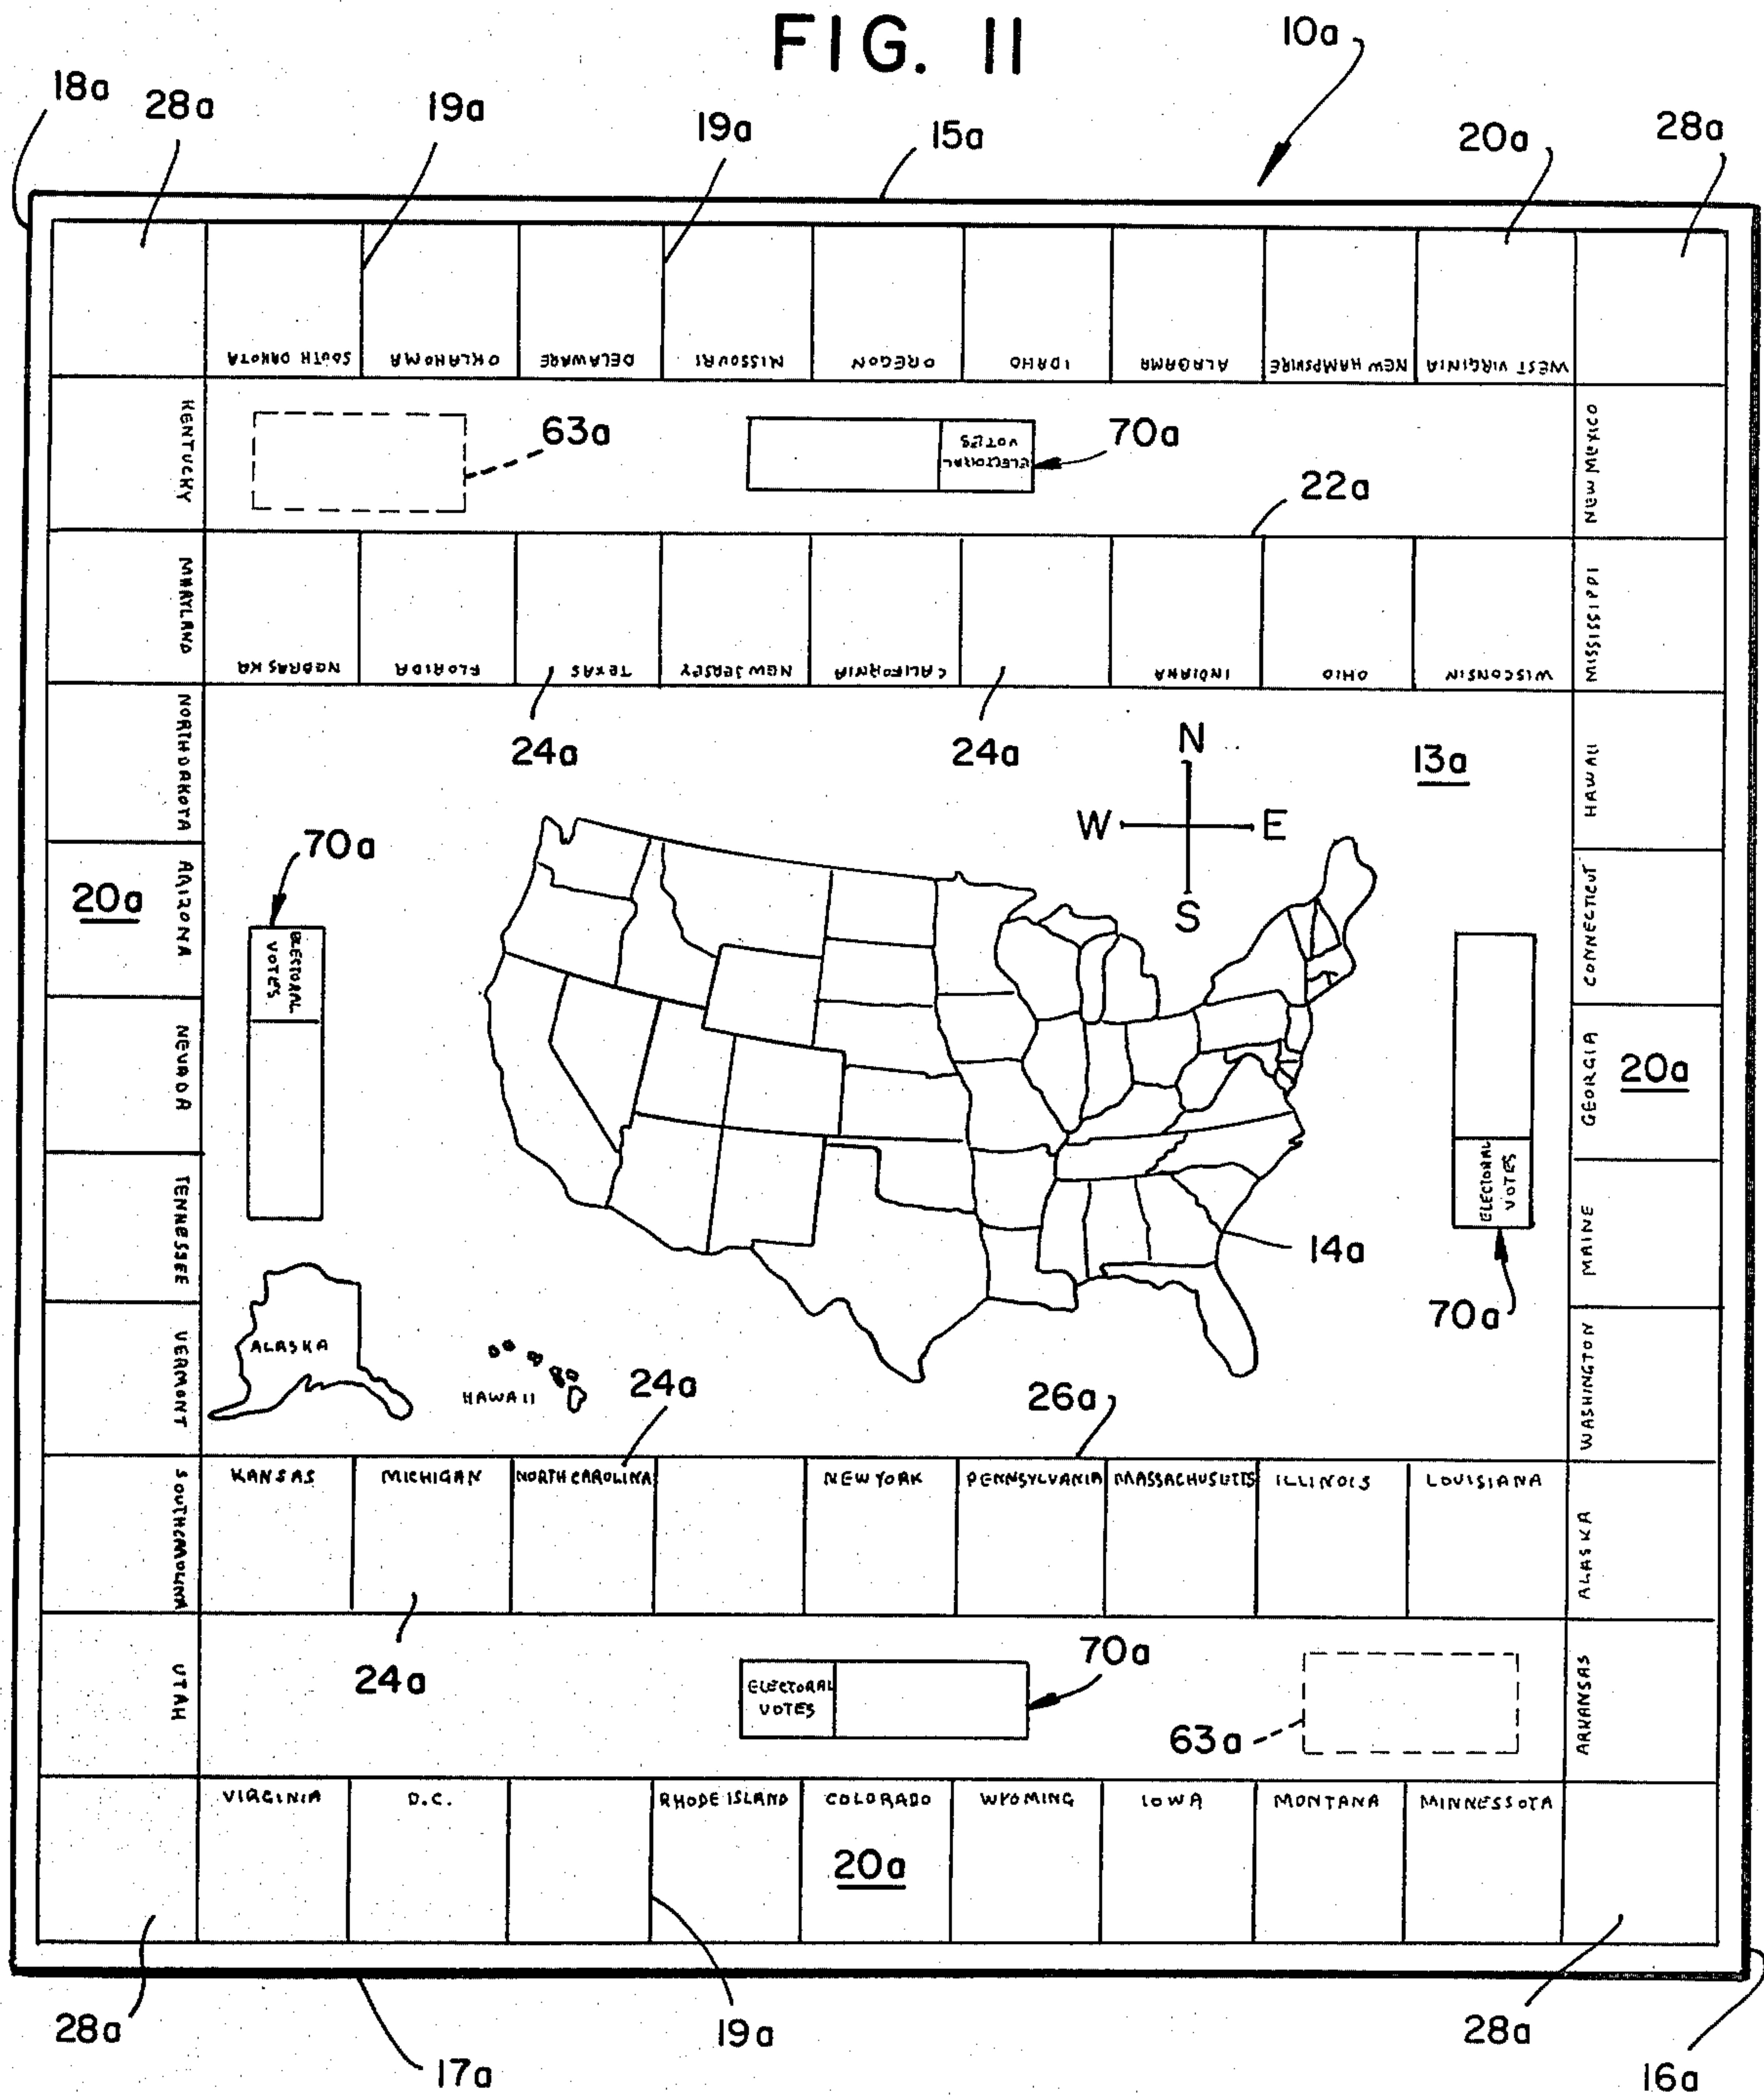 FIG. 11
10a
18a
28a
19a
19a
15a
20a
28a
SOUTH DAKOTA
OKLAHOMA
DELAWARE
MISSOURI
OREGON
IDAHO
ALABAMA
NEW HAMPSHIRE
WEST VIRGINIA
KENTUCKY
63a
ELECTORAL
VOTES
70a
22a
NEW MEXICO
MARYLAND
NEBRASKA
FLORIDA
TEXAS
NEW JERSEY
CALIFORNIA
INDIANA
OHIO
WISCONSIN
MISSISSIPPI
24a
24a
N
W
E
S
13a
NORTH DAKOTA
HAWAII
70a
20a
ARIZONA
ELECTORAL
VOTES
CONNECTICUT
NEVADA
GEORGIA
20a
TENNESSEE
ELECTORAL
VOTES
MAINE
14a
70a
VERMONT
ALASKA
HAWAII
24a
26a
WASHINGTON
SOUTH CAROLINA
KANSAS
MICHIGAN
NORTH CAROLINA
NEW YORK
PENNSYLVANIA
MASSACHUSETTS
ILLINOIS
LOUISIANA
ALASKA
24a
UTAH
ELECTORAL
VOTES
70a
63a
ARKANSAS
VIRGINIA
D.C.
RHODE ISLAND
COLORADO
WYOMING
IOWA
MONTANA
MINNESSOTA
20a
28a
17a
19a
28a
16a